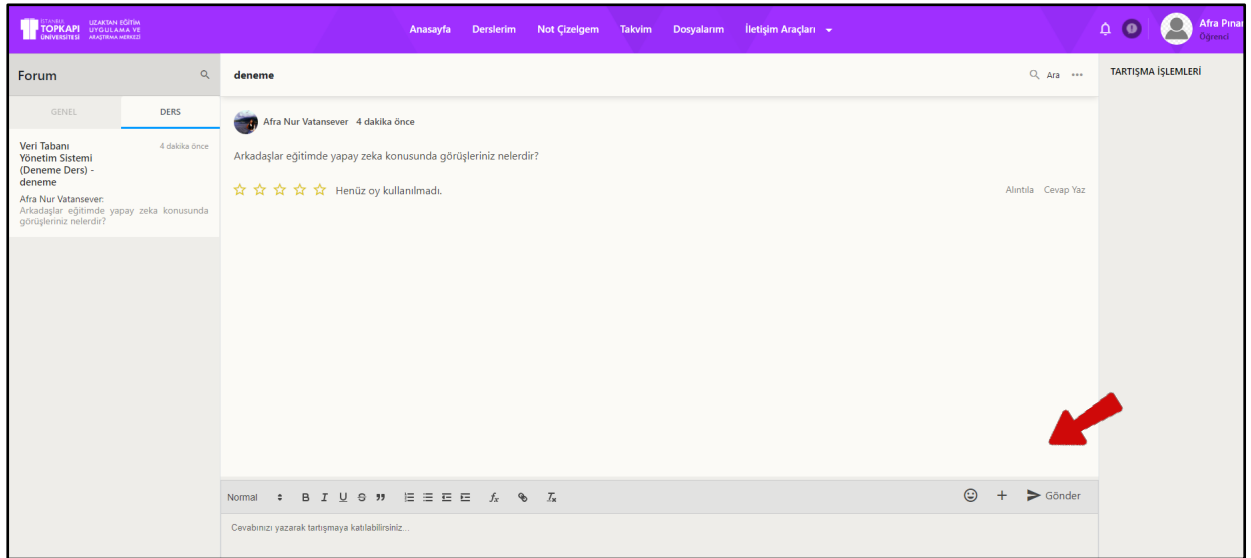 İSTANBUL
TOPKAPI
ÜNİVERSİTESİ
UZAKTAN EĞİTİM
UYGULAMA VE
ARAŞTIRMA MERKEZİ
Anasayfa Derslerim Not Çizelgem Takvim Dosyalarım İletişim Araçları
Afra Pınar
Öğrenci
Forum
GENEL DERS
Veri Tabanı
Yönetim Sistemi
(Deneme Ders) -
deneme
4 dakika önce
Afra Nur Vatansever:
Arkadaşlar eğitimde yapay zeka konusunda
görüşleriniz nelerdir?
deneme
Ara
Afra Nur Vatansever 4 dakika önce
Arkadaşlar eğitimde yapay zeka konusunda görüşleriniz nelerdir?
Henüz oy kullanılmadı.
Alıntıla Cevap Yaz
Normal B I U S fx Tx
Gönder
Cevabınızı yazarak tartışmaya katılabilirsiniz...
TARTIŞMA İŞLEMLERİ